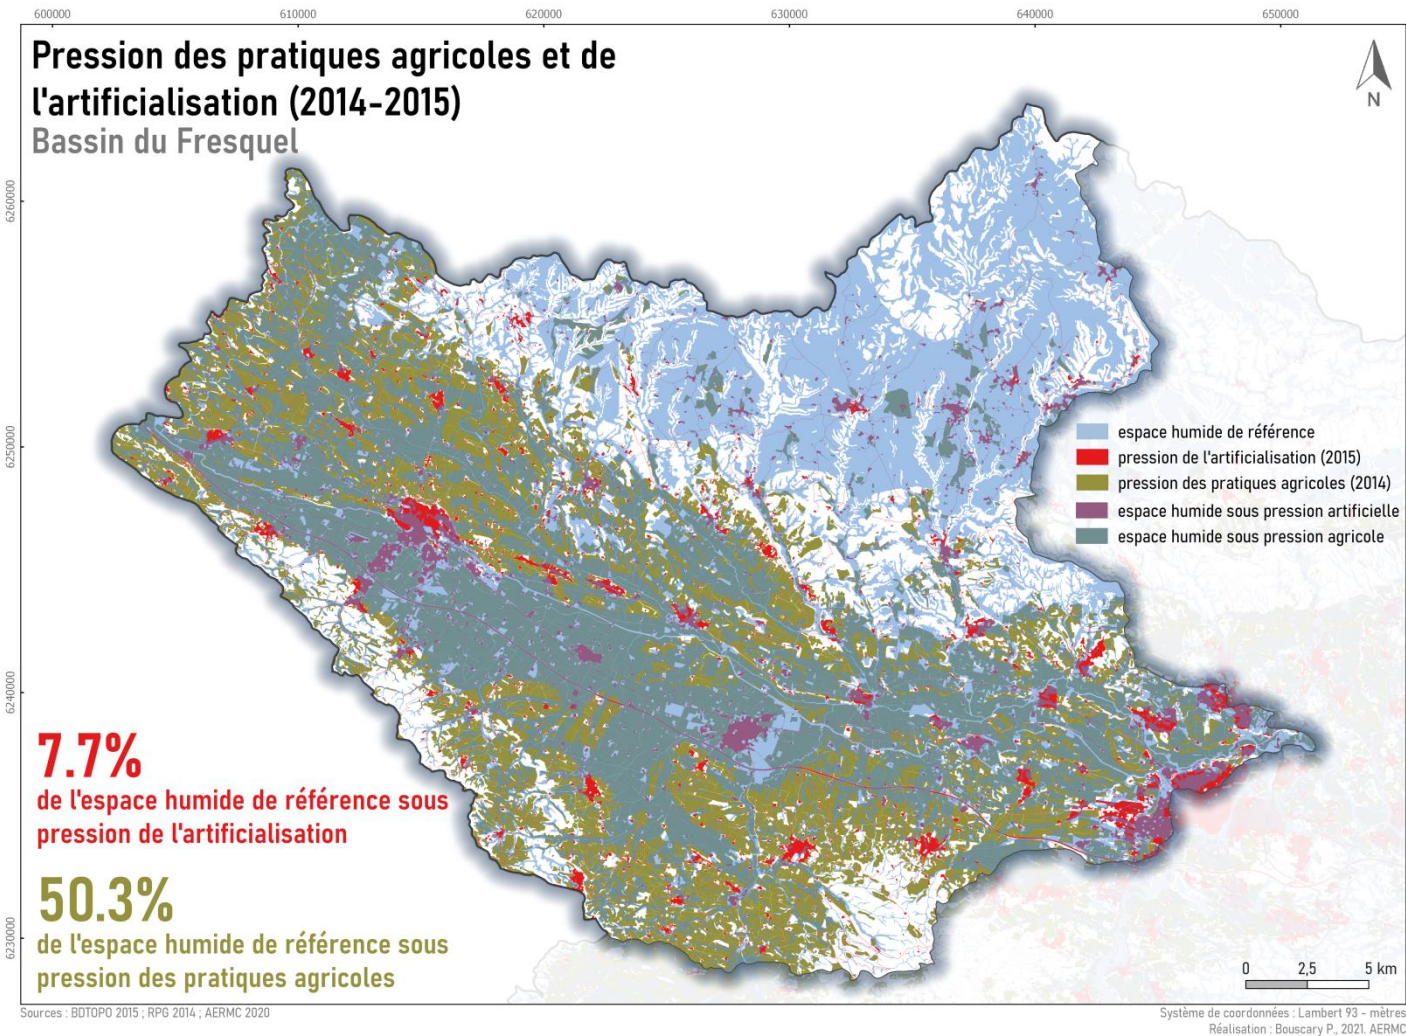 600000 610000 620000 630000 640000 650000
Pression des pratiques agricoles et de
l'artificialisation (2014-2015)
Bassin du Fresquel
N
6260000
6250000
6240000
6230000
espace humide de référence
pression de l'artificialisation (2015)
pression des pratiques agricoles (2014)
espace humide sous pression artificielle
espace humide sous pression agricole
7.7%
de l'espace humide de référence sous
pression de l'artificialisation
50.3%
de l'espace humide de référence sous
pression des pratiques agricoles
0 2,5 5 km
Sources : BDTOPO 2015 ; RPG 2014 ; AERMC 2020
Système de coordonnées : Lambert 93 - mètres
Réalisation : Bouscary P., 2021. AERMC